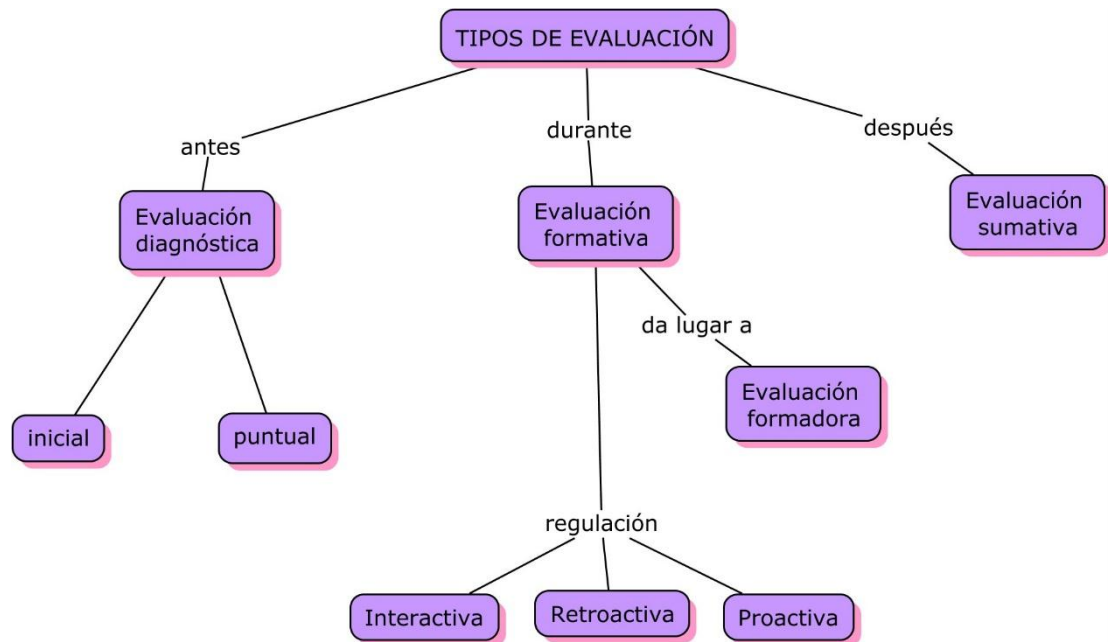 TIPOS DE EVALUACIÓN
antes
durante
después
Evaluación
diagnóstica
Evaluación
formativa
Evaluación
sumativa
da lugar a
Evaluación
formadora
inicial
puntual
regulación
Interactiva
Retroactiva
Proactiva